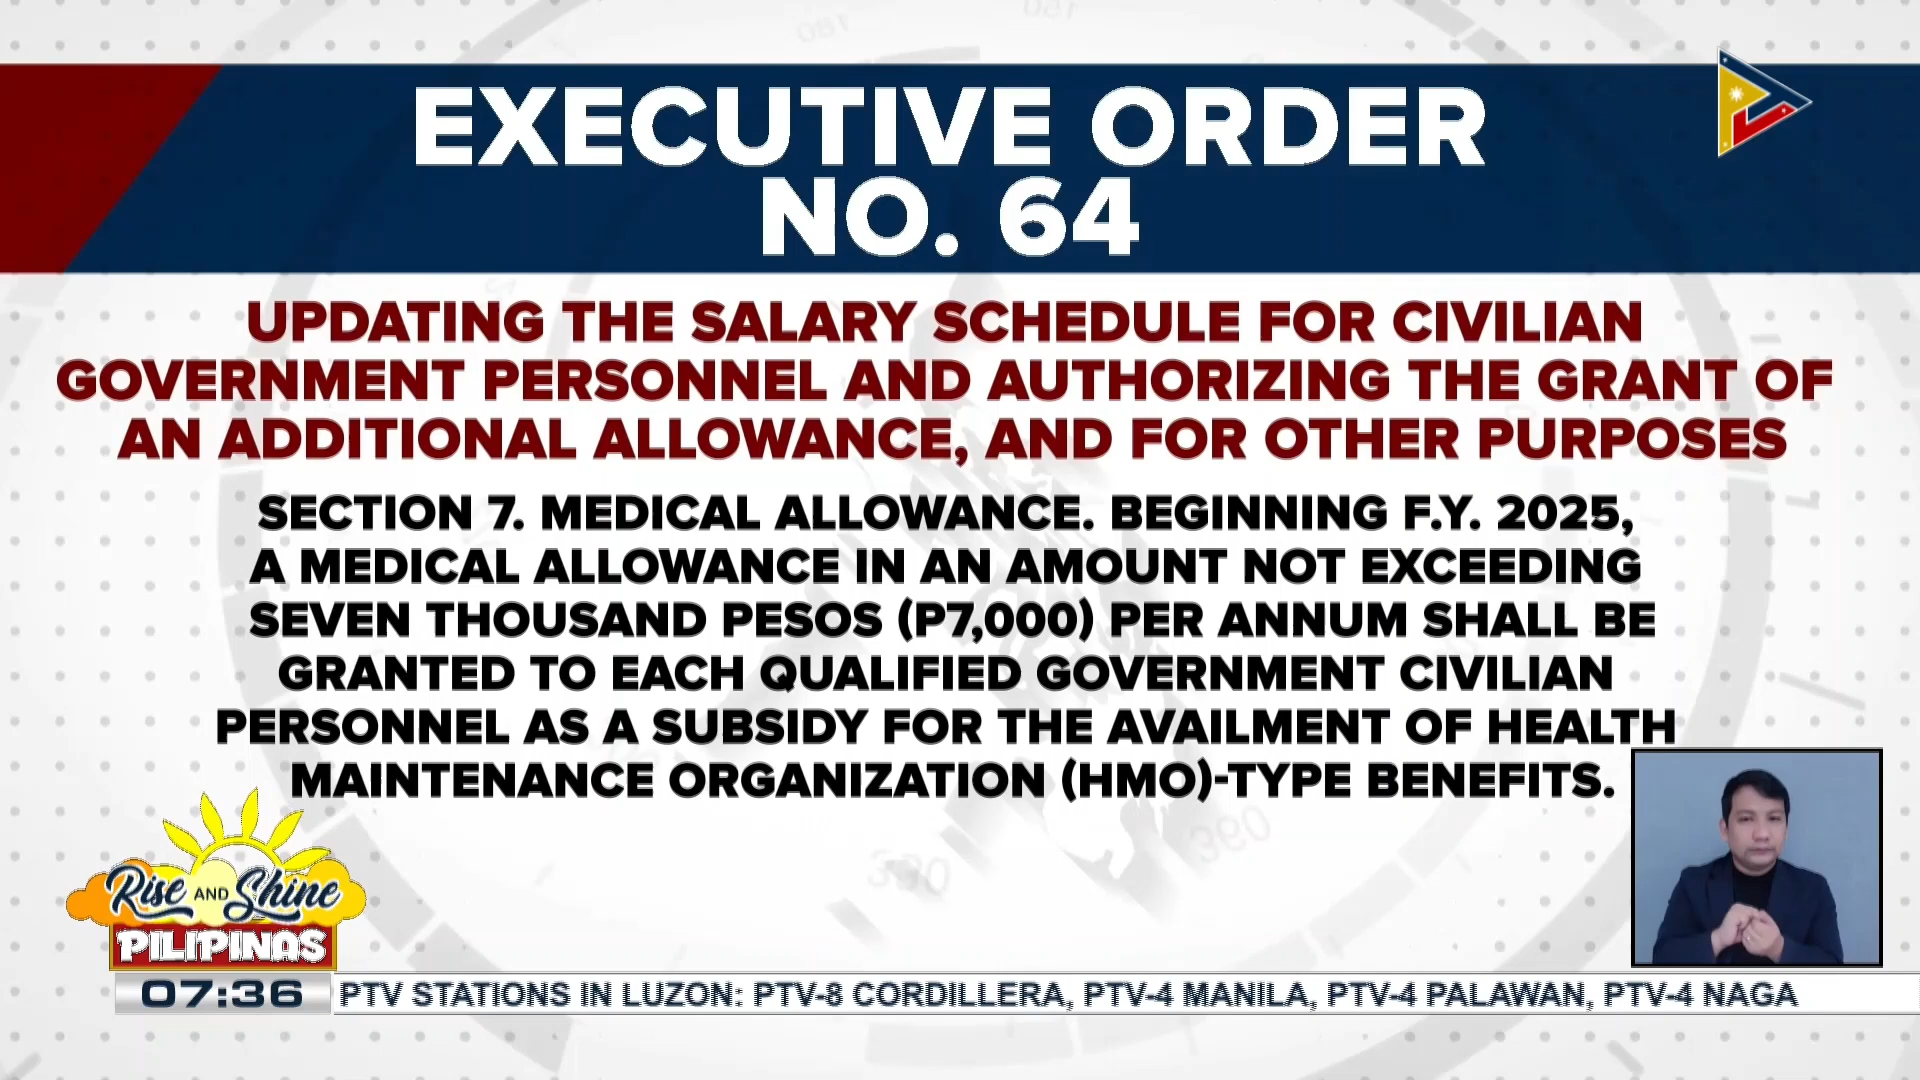 EXECUTIVE ORDER
NO. 64
UPDATING THE SALARY SCHEDULE FOR CIVILIAN
GOVERNMENT PERSONNEL AND AUTHORIZING THE GRANT OF
AN ADDITIONAL ALLOWANCE, AND FOR OTHER PURPOSES
SECTION 7. MEDICAL ALLOWANCE. BEGINNING F.Y. 2025,
A MEDICAL ALLOWANCE IN AN AMOUNT NOT EXCEEDING
SEVEN THOUSAND PESOS (P7,000) PER ANNUM SHALL BE
GRANTED TO EACH QUALIFIED GOVERNMENT CIVILIAN
PERSONNEL AS A SUBSIDY FOR THE AVAILMENT OF HEALTH
MAINTENANCE ORGANIZATION (HMO)-TYPE BENEFITS.
Rise AND Shine
PILIPINAS
07:36
PTV STATIONS IN LUZON: PTV-8 CORDILLERA, PTV-4 MANILA, PTV-4 PALAWAN, PTV-4 NAGA